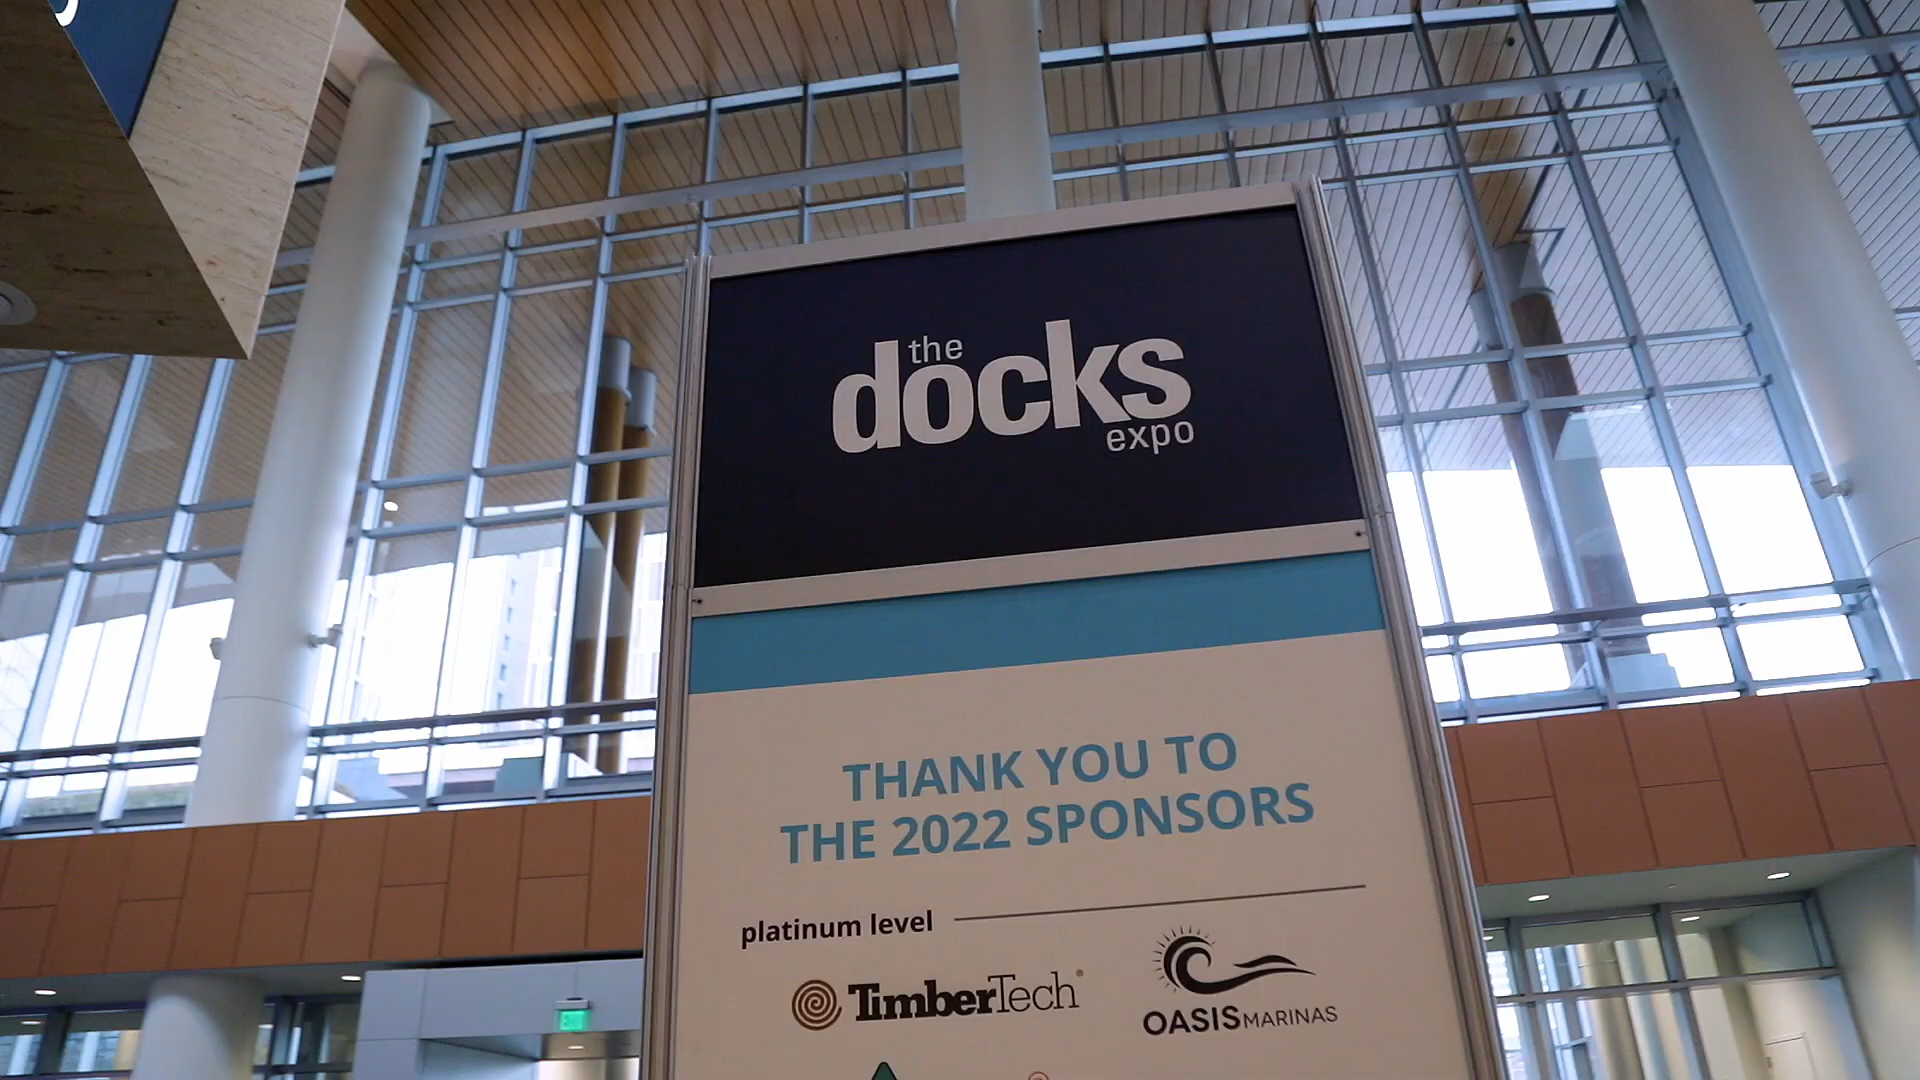 the
docks
expo
THANK YOU TO
THE 2022 SPONSORS
platinum level
TimberTech®
OASIS MARINAS